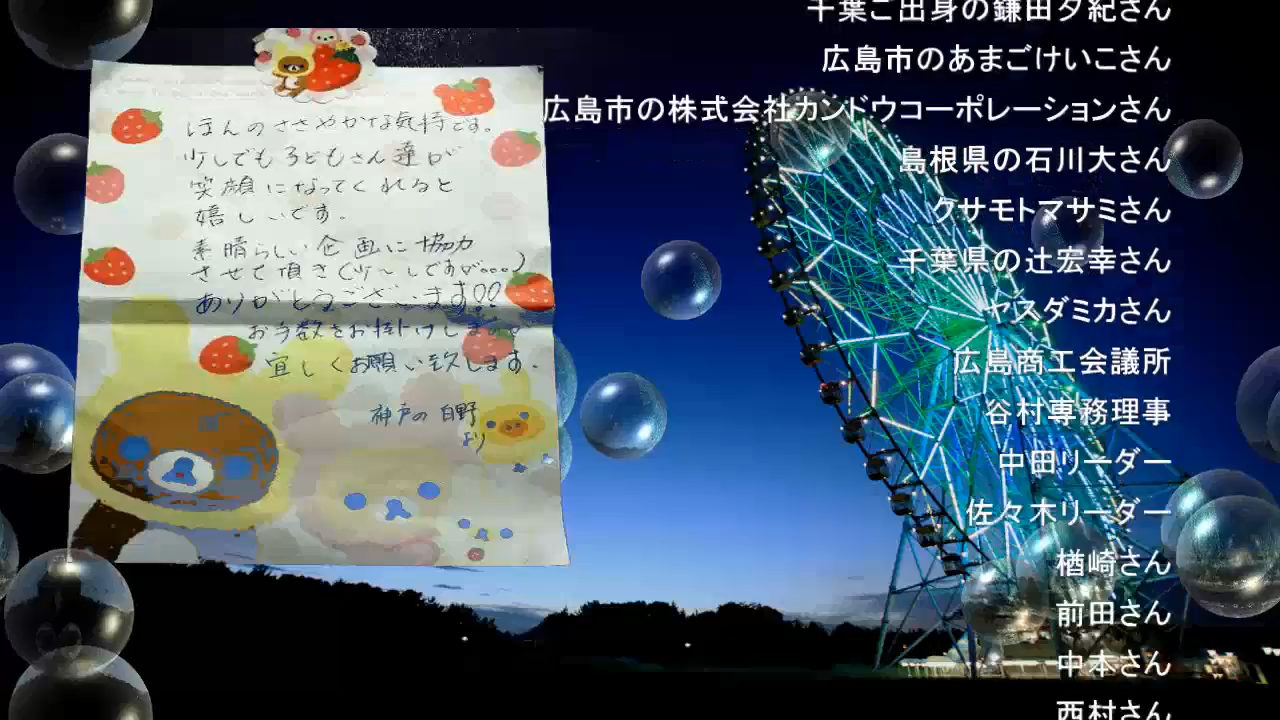 ほんのささやかな気持です。
少しでも子どもさん達が
笑顔になってくれると
嬉しいです。
素晴らしい企画に協力
させて頂き(少〜しですが。。。)
ありがとうございます!!
お手数をお掛けしますが
宜しくお願い致します。
神戸の白野
より
千葉ご出身の鎌田夕紀さん
広島市のあまごけいこさん
広島市の株式会社カンドウコーポレーションさん
島根県の石川大さん
クサモトマサミさん
千葉県の辻宏幸さん
ヤスダミカさん
広島商工会議所
谷村専務理事
中田リーダー
佐々木リーダー
楢崎さん
前田さん
中本さん
西村さん